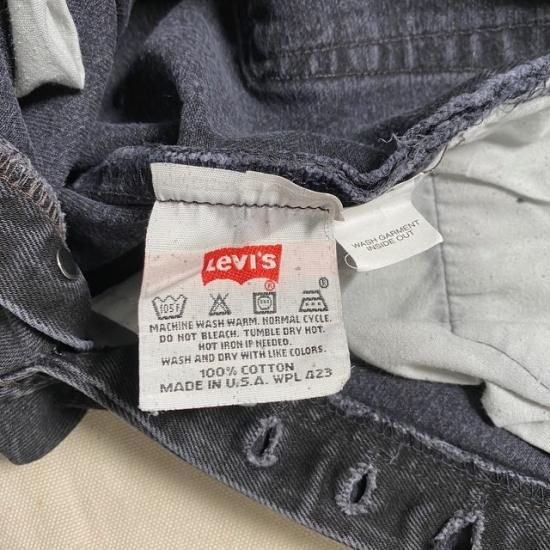 Levi's
®
105F
MACHINE WASH WARM. NORMAL CYCLE.
DO NOT BLEACH. TUMBLE DRY HOT.
HOT IRON IF NEEDED.
WASH AND DRY WITH LIKE COLORS.
100% COTTON
MADE IN U.S.A. WPL 423
WASH GARMENT
INSIDE OUT